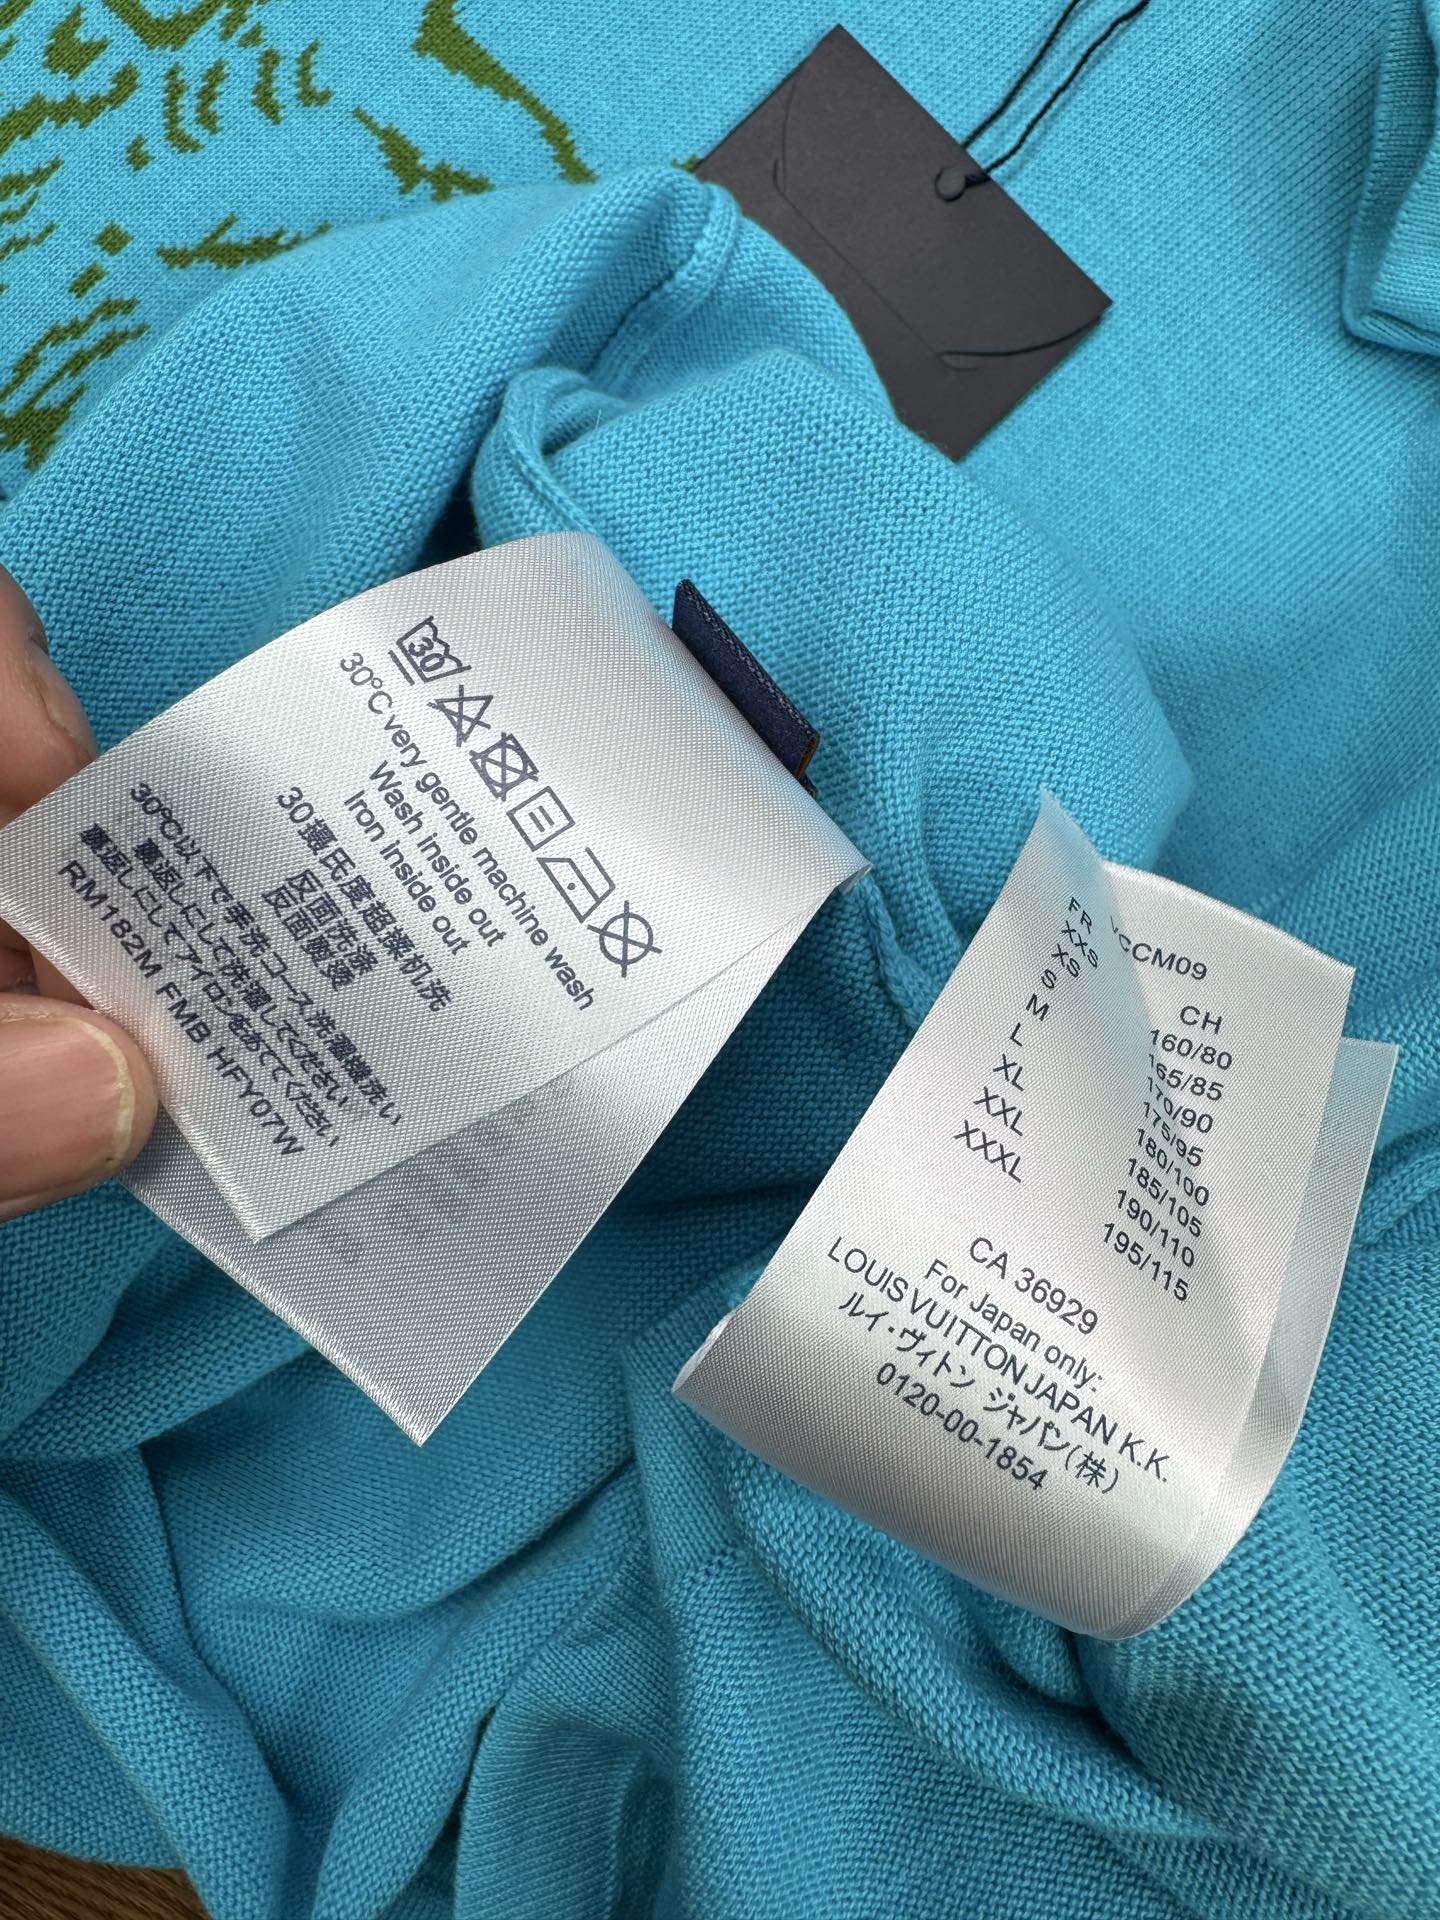 30
30°C very gentle machine wash
Wash inside out
Iron inside out
30摄氏度超揉机洗
区面洗涤
反面耐烫
30℃以下で手洗コース洗濯機洗い
裏返しにして洗濯してください
裏返しにしてアイロンをあててください
RM182M FMB HFY07W
CCM09
FR CH
XXS 160/80
XS 165/85
S 170/90
M 175/95
L 180/100
XL 185/105
XXL 190/110
XXXL 195/115
CA 36929
For Japan only:
LOUIS VUITTON JAPAN K.K.
ルイ・ヴィトン ジャパン(株)
0120-00-1854